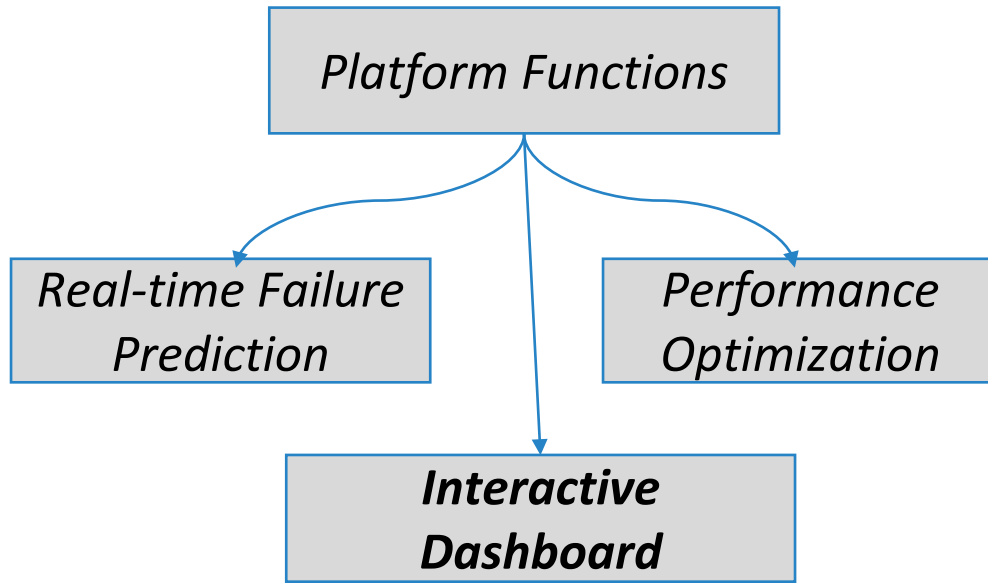 Platform Functions
Real-time Failure
Prediction
Performance
Optimization
Interactive
Dashboard